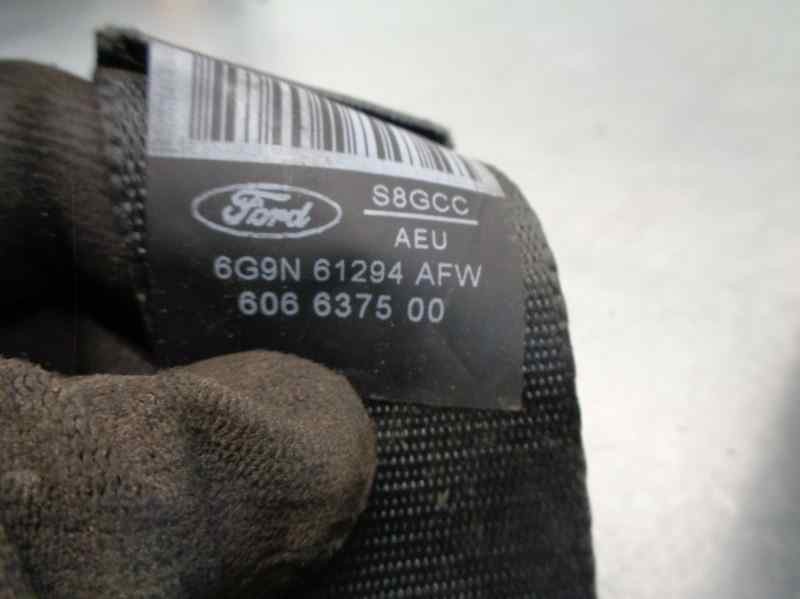 Ford
S8GCC
AEU
6G9N 61294 AFW
606 6375 00